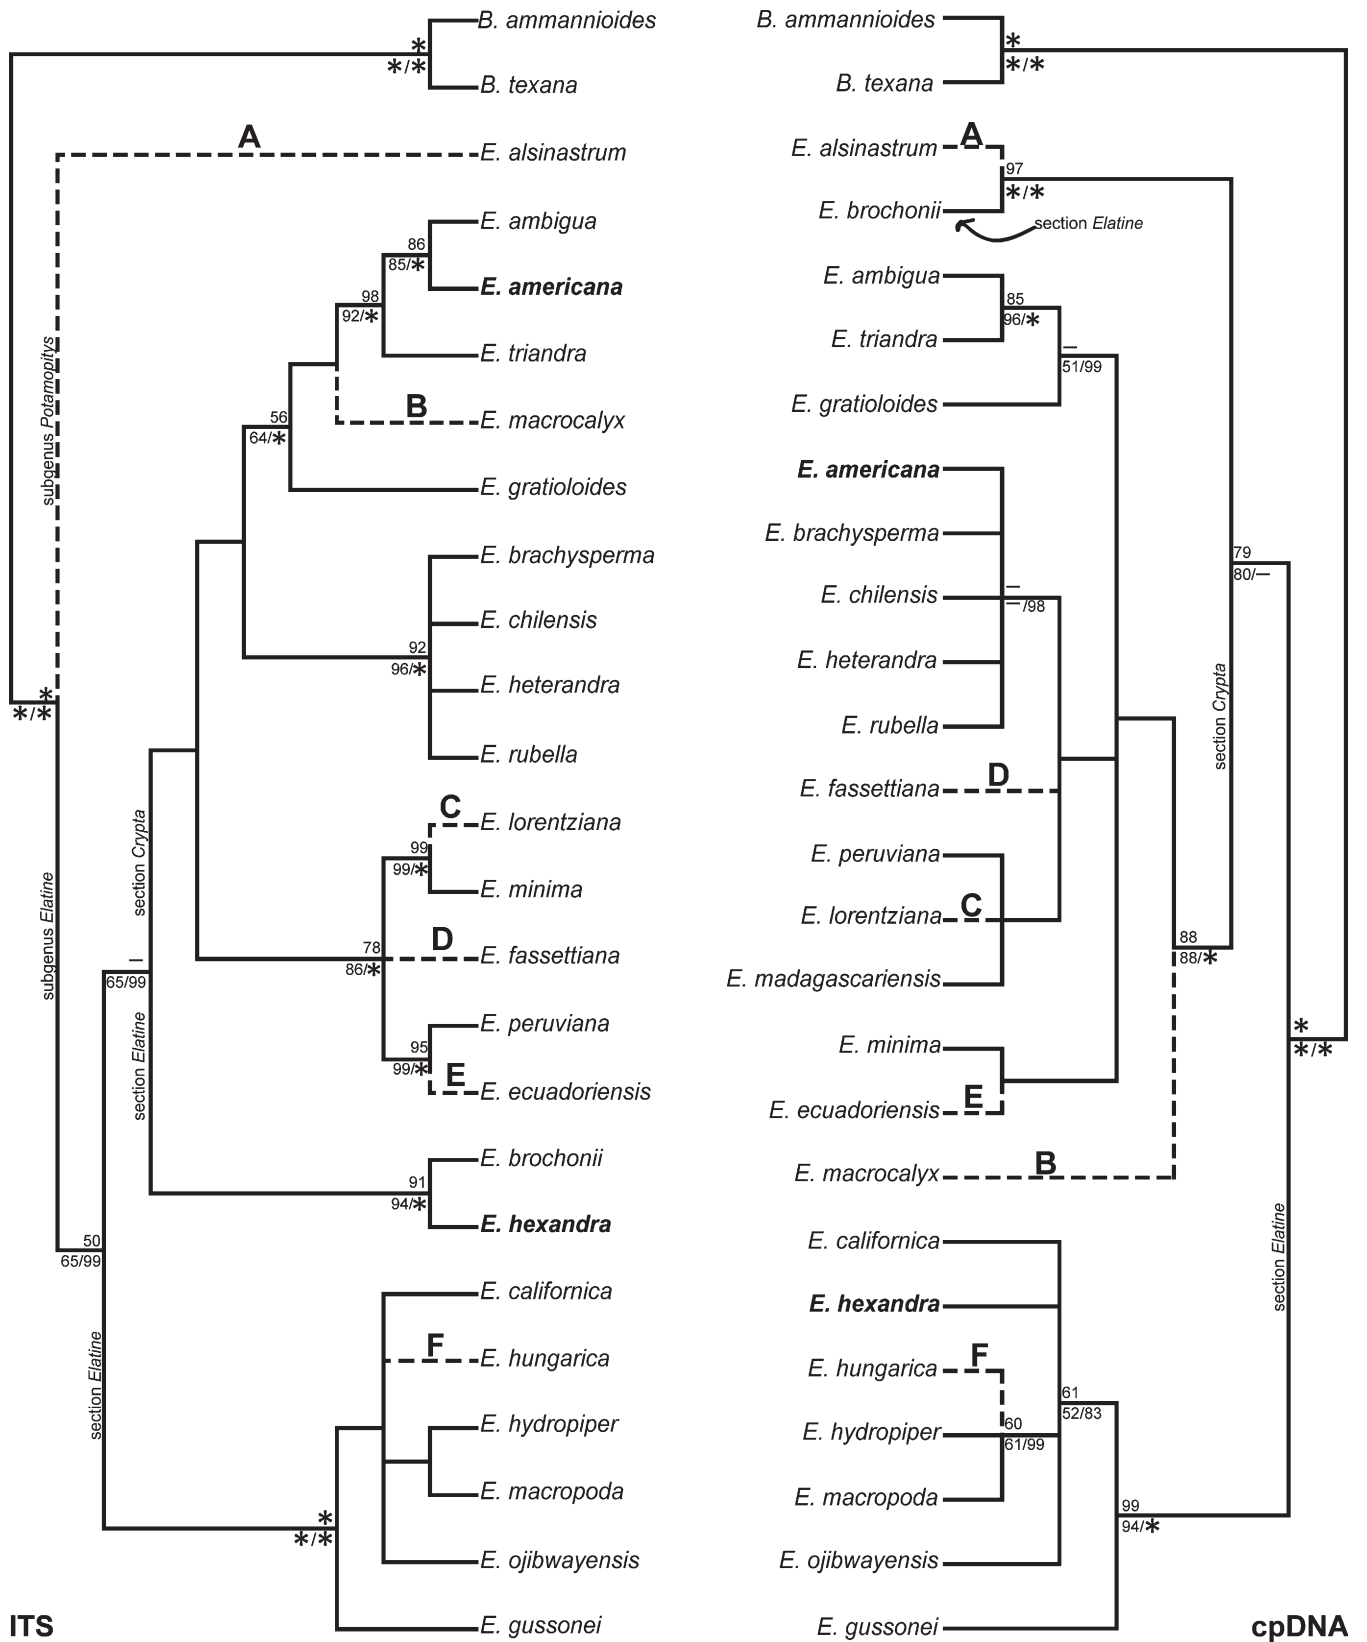 B. ammannioides
*
*/*
B. texana
A
E. alsinastrum
E. ambigua
86
85/*
E. americana
98
92/*
E. triandra
subgenus Potamopitys
B
E. macrocalyx
56
64/*
E. gratioloides
E. brachysperma
E. chilensis
92
96/*
E. heterandra
*
*/*
E. rubella
C
E. lorentziana
section Crypta
99
99/*
E. minima
subgenus Elatine
D
78
86/*
E. fassettiana
–
65/99
E. peruviana
section Elatine
95
99/*
E
E. ecuadoriensis
E. brochonii
91
94/*
E. hexandra
50
65/99
E. californica
section Elatine
F
E. hungarica
E. hydropiper
E. macropoda
*
*/*
E. ojibwayensis
E. gussonei
ITS
B. ammannioides
*
*/*
B. texana
A
E. alsinastrum
97
*/*
E. brochonii
section Elatine
E. ambigua
85
96/*
E. triandra
–
51/99
E. gratioloides
E. americana
E. brachysperma
79
80/–
E. chilensis
–
–/98
E. heterandra
section Crypta
E. rubella
D
E. fassettiana
E. peruviana
C
E. lorentziana
88
88/*
E. madagascariensis
*
*/*
E. minima
E
E. ecuadoriensis
B
E. macrocalyx
section Elatine
E. californica
E. hexandra
F
E. hungarica
61
52/83
E. hydropiper
60
61/99
E. macropoda
99
94/*
E. ojibwayensis
E. gussonei
cpDNA